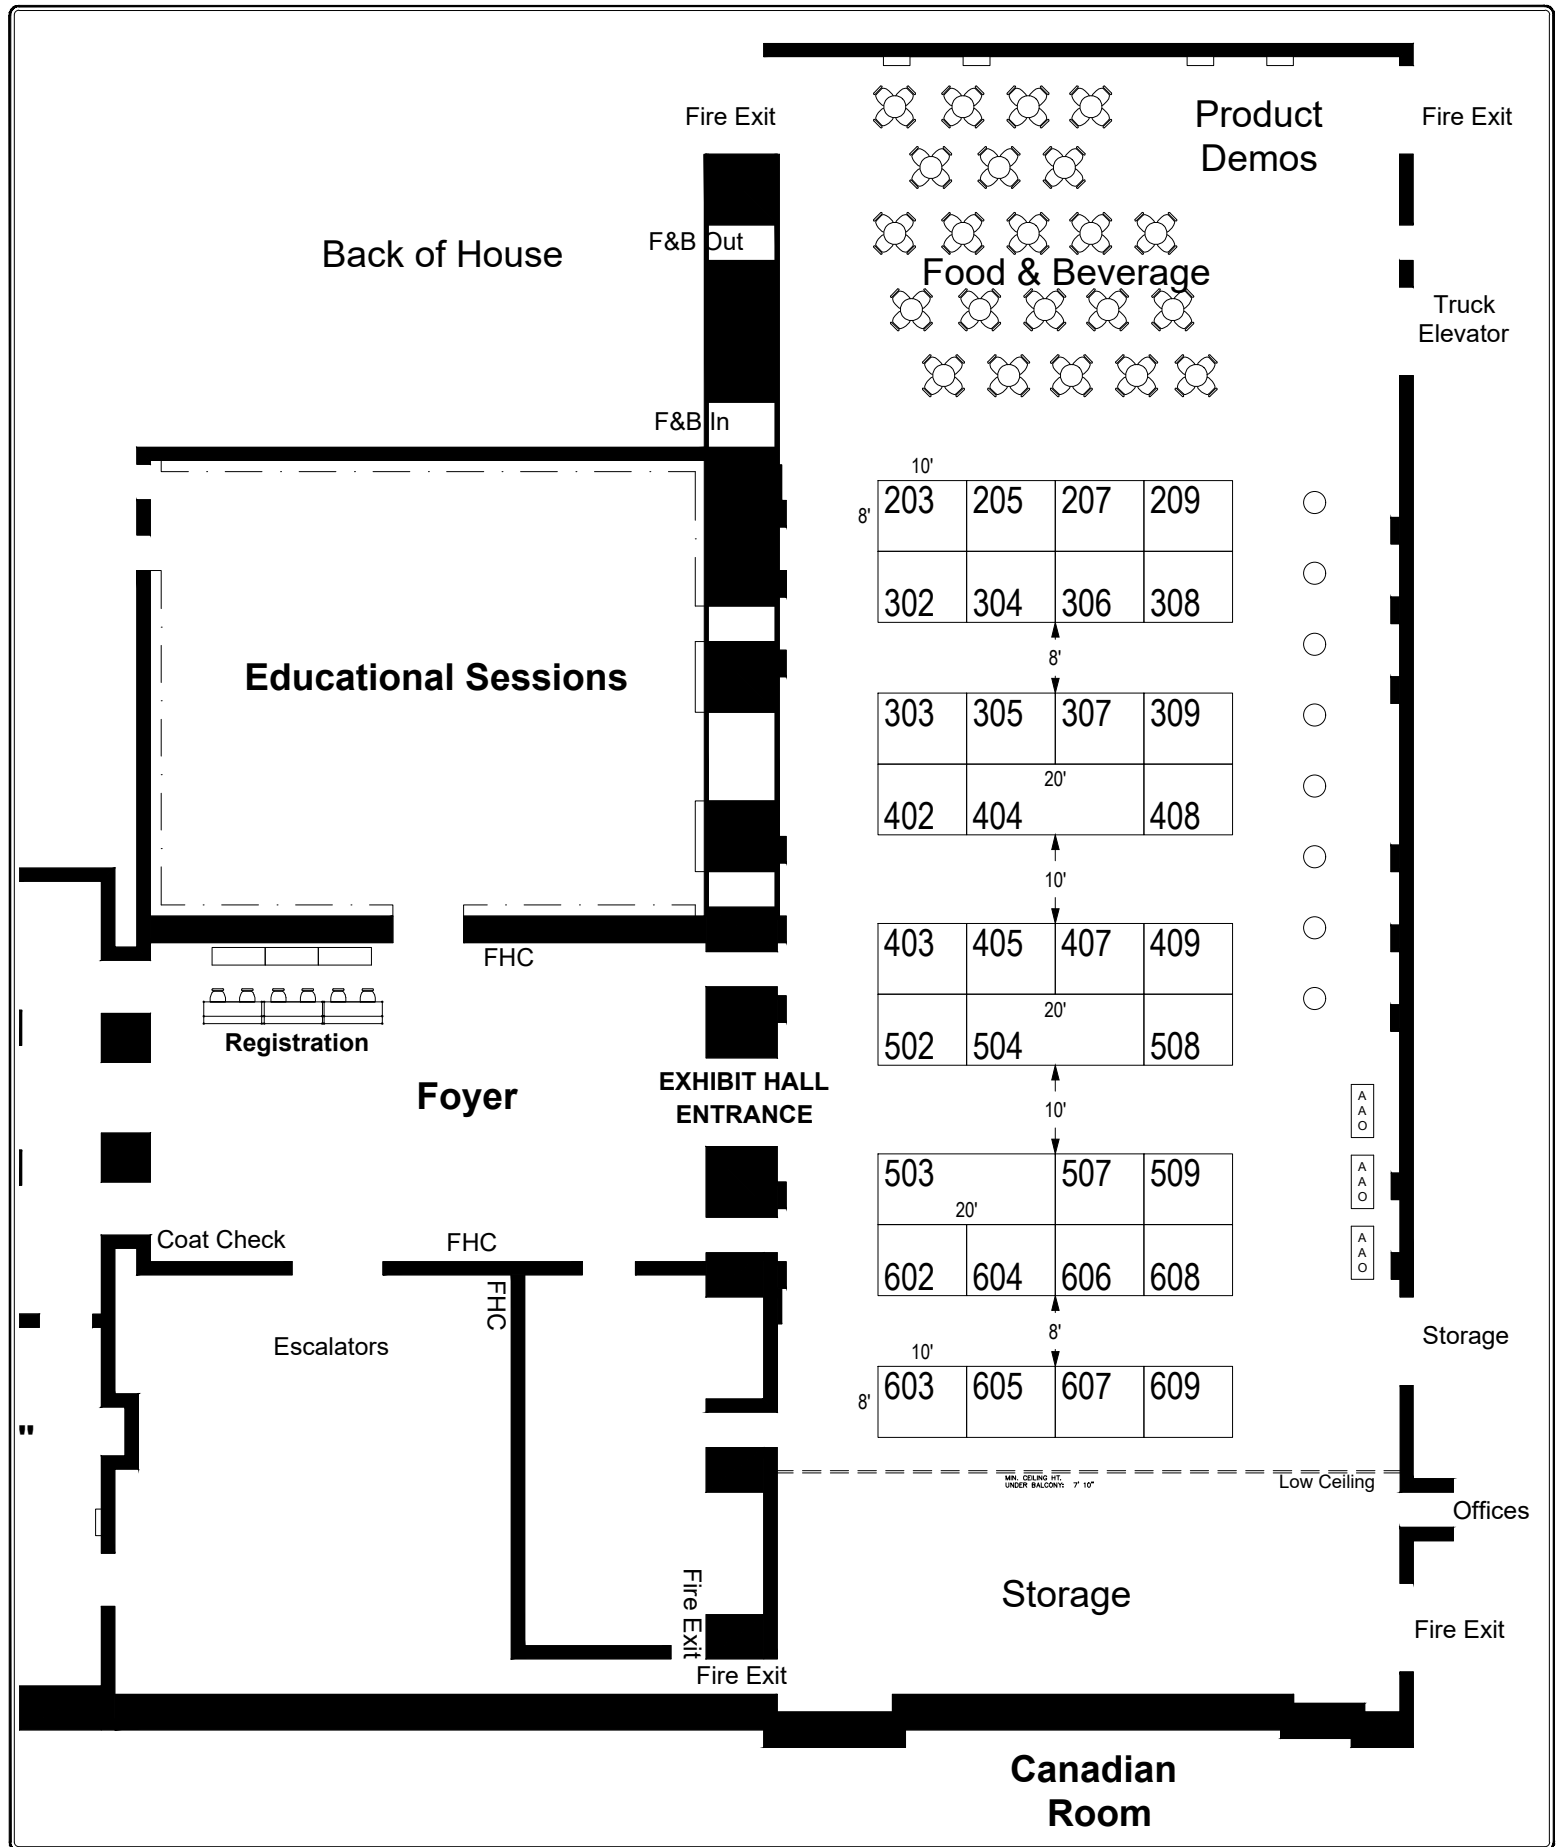 Fire Exit
Product
Demos
Fire Exit
Back of House
F&B Out
Food & Beverage
Truck
Elevator
F&B In
10'
8'
203 205 207 209
302 304 306 308
8'
Educational Sessions
303 305 307 309
20'
402 404 408
10'
403 405 407 409
20'
502 504 508
FHC
Registration
Foyer
EXHIBIT HALL
ENTRANCE
10'
A
A
O
503 507 509
A
A
O
20'
Coat Check
FHC
A
A
O
602 604 606 608
FHC
Escalators
8'
Storage
10'
8'
603 605 607 609
"
MIN. CEILING HT.
UNDER BALCONY: 7' 10"
Low Ceiling
Offices
Storage
Fire Exit
Fire Exit
Fire Exit
Canadian
Room